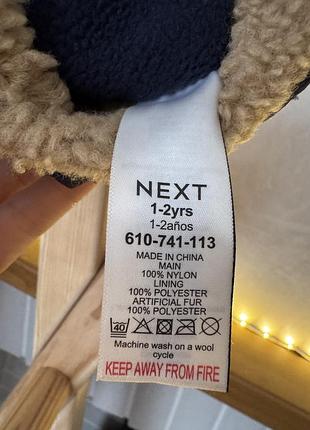 NEXT
1-2yrs
1-2años
610-741-113
MADE IN CHINA
MAIN
100% NYLON
LINING
100% POLYESTER
ARTIFICIAL FUR
100% POLYESTER
40
Machine wash on a wool
cycle
KEEP AWAY FROM FIRE